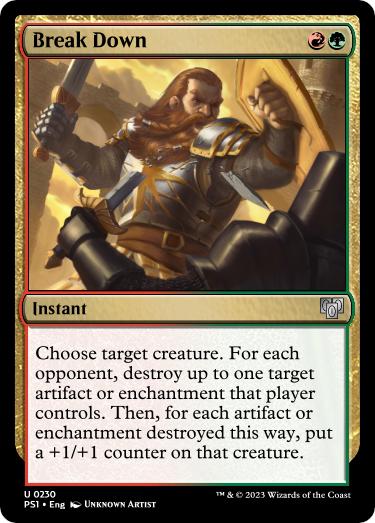 Break Down
Instant
Choose target creature. For each
opponent, destroy up to one target
artifact or enchantment that player
controls. Then, for each artifact or
enchantment destroyed this way, put
a +1/+1 counter on that creature.
U 0230
PS1 • Eng Unknown Artist
™ & © 2023 Wizards of the Coast